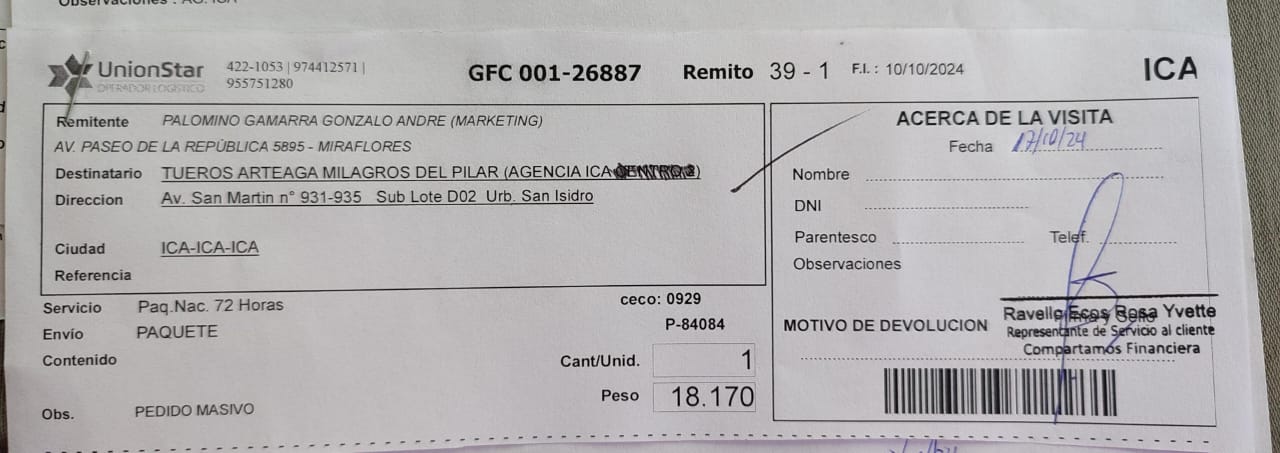 Observaciones : AG. ICA
UnionStar
OPERADOR LOGISTICO
422-1053 | 974412571 |
955751280
GFC 001-26887
Remito 39 - 1
F.I. : 10/10/2024
ICA
Remitente PALOMINO GAMARRA GONZALO ANDRE (MARKETING)
AV. PASEO DE LA REPÚBLICA 5895 - MIRAFLORES
Destinatario TUEROS ARTEAGA MILAGROS DEL PILAR (AGENCIA ICA CENTRO 2)
Direccion Av. San Martin n° 931-935 Sub Lote D02 Urb. San Isidro
Ciudad ICA-ICA-ICA
Referencia
Servicio Paq.Nac. 72 Horas
ceco: 0929
Envío PAQUETE
P-84084
Contenido
Cant/Unid. 1
Peso 18.170
Obs. PEDIDO MASIVO
ACERCA DE LA VISITA
Fecha 17/10/24
Nombre
DNI
Parentesco Telef.
Observaciones
MOTIVO DE DEVOLUCION
Ravello Ecos Rosa Yvette
Representante de Servicio al cliente
Compartamos Financiera